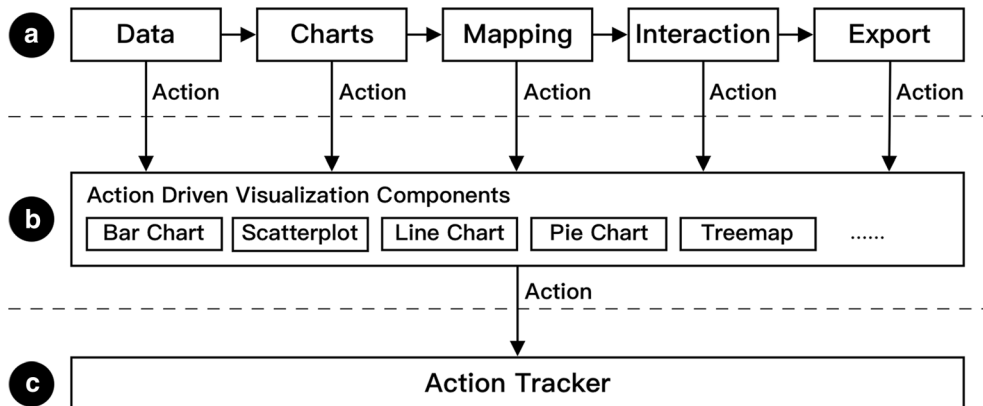 a Data Charts Mapping Interaction Export
Action Action Action Action Action
Action Driven Visualization Components
b Bar Chart Scatterplot Line Chart Pie Chart Treemap ......
Action
c Action Tracker